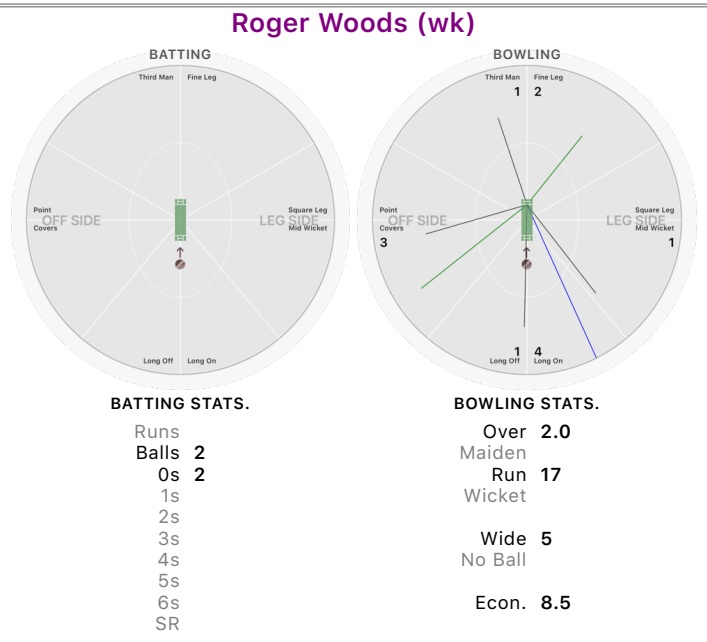 Roger Woods (wk)
BATTING
Third Man Fine Leg
Point
OFF SIDE
Covers
Square Leg
LEG SIDE
Mid Wicket
Long Off Long On
BATTING STATS.
Runs
Balls 2
0s 2
1s
2s
3s
4s
5s
6s
SR
BOWLING
Third Man Fine Leg
1 2
Point
OFF SIDE
Covers
3
Square Leg
LEG SIDE
Mid Wicket
1
1 4
Long Off Long On
BOWLING STATS.
Over 2.0
Maiden
Run 17
Wicket
Wide 5
No Ball
Econ. 8.5